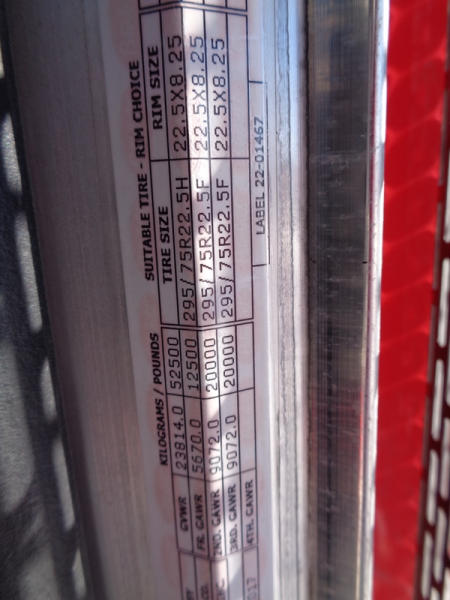 SUITABLE TIRE - RIM CHOICE
KILOGRAMS / POUNDS TIRE SIZE RIM SIZE
GVWR 23814.0 52500
FR. GAWR 5670.0 12500 295/75R22.5H 22.5X8.25
2ND. GAWR 9072.0 20000 295/75R22.5F 22.5X8.25
3RD. GAWR 9072.0 20000 295/75R22.5F 22.5X8.25
4TH. GAWR
LABEL 22-01467